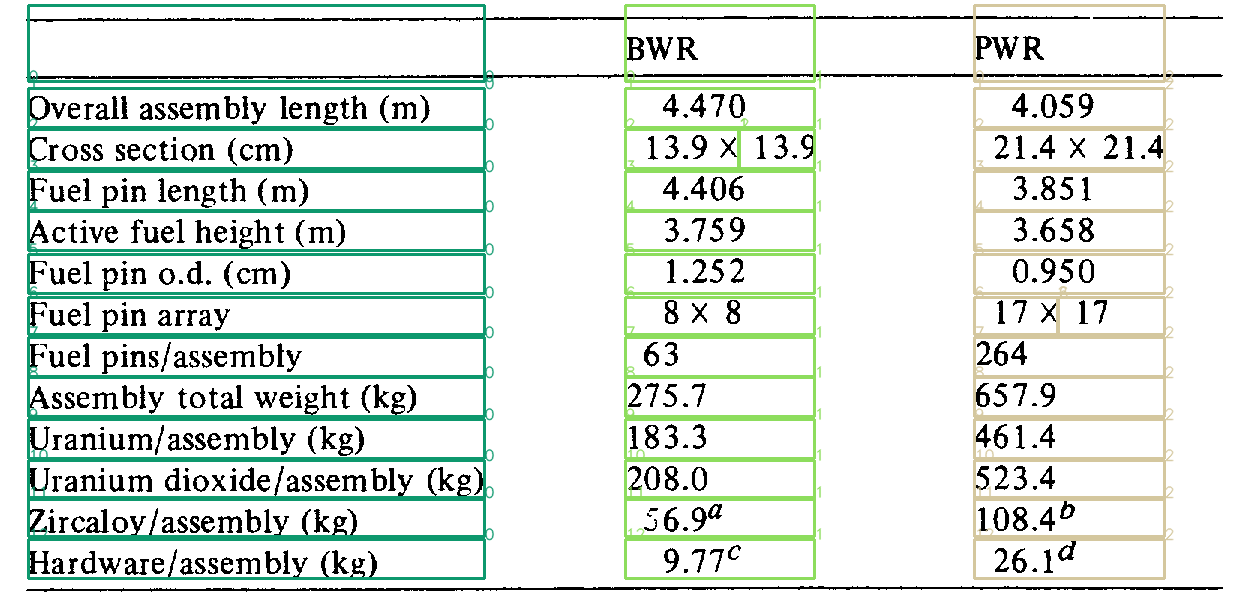 BWR PWR
Overall assembly length (m) 4.470 4.059
Cross section (cm) 13.9 × 13.9 21.4 × 21.4
Fuel pin length (m) 4.406 3.851
Active fuel height (m) 3.759 3.658
Fuel pin o.d. (cm) 1.252 0.950
Fuel pin array 8 × 8 17 × 17
Fuel pins/assembly 63 264
Assembly total weight (kg) 275.7 657.9
Uranium/assembly (kg) 183.3 461.4
Uranium dioxide/assembly (kg) 208.0 523.4
Zircaloy/assembly (kg) 56.9a 108.4b
Hardware/assembly (kg) 9.77c 26.1d